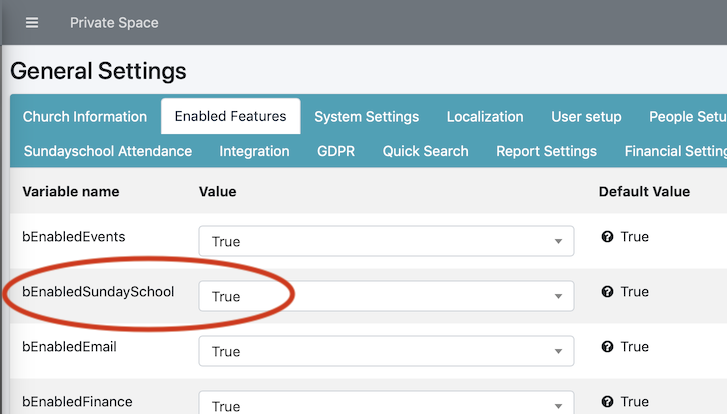 Private Space
General Settings
Church Information Enabled Features System Settings Localization User setup People Setu
Sundayschool Attendance Integration GDPR Quick Search Report Settings Financial Setting
Variable name Value Default Value
bEnabledEvents True True
bEnabledSundaySchool True True
bEnabledEmail True True
bEnabledFinance True True